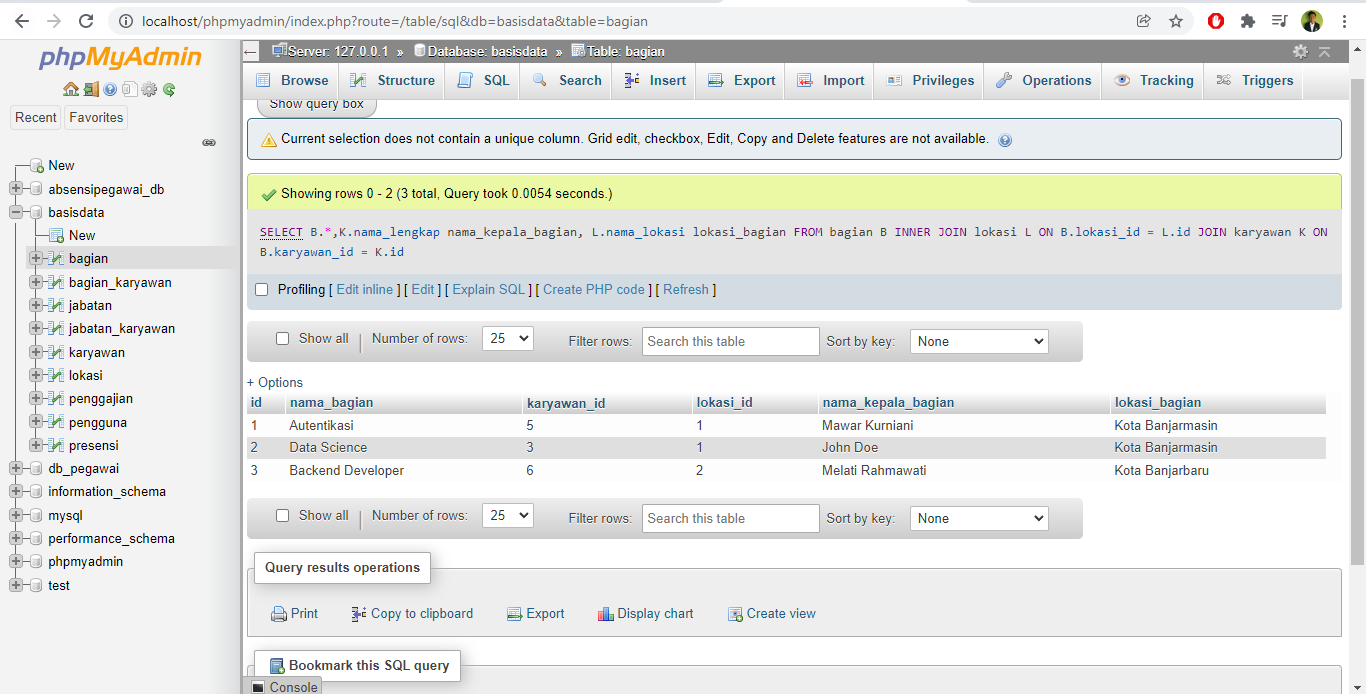 localhost/phpmyadmin/index.php?route=/table/sql&db=basisdata&table=bagian
phpMyAdmin
Recent Favorites
New
absensipegawai_db
basisdata
New
bagian
bagian_karyawan
jabatan
jabatan_karyawan
karyawan
lokasi
penggajian
pengguna
presensi
db_pegawai
information_schema
mysql
performance_schema
phpmyadmin
test
Server: 127.0.0.1 » Database: basisdata » Table: bagian
Browse Structure SQL Search Insert Export Import Privileges Operations Tracking Triggers
Show query box
Current selection does not contain a unique column. Grid edit, checkbox, Edit, Copy and Delete features are not available.
Showing rows 0 - 2 (3 total, Query took 0.0054 seconds.)
SELECT B.*,K.nama_lengkap nama_kepala_bagian, L.nama_lokasi lokasi_bagian FROM bagian B INNER JOIN lokasi L ON B.lokasi_id = L.id JOIN karyawan K ON
B.karyawan_id = K.id
Profiling [ Edit inline ] [ Edit ] [ Explain SQL ] [ Create PHP code ] [ Refresh ]
Show all | Number of rows: 25 Filter rows: Search this table Sort by key: None
+ Options
id nama_bagian karyawan_id lokasi_id nama_kepala_bagian lokasi_bagian
1 Autentikasi 5 1 Mawar Kurniani Kota Banjarmasin
2 Data Science 3 1 John Doe Kota Banjarmasin
3 Backend Developer 6 2 Melati Rahmawati Kota Banjarbaru
Show all | Number of rows: 25 Filter rows: Search this table Sort by key: None
Query results operations
Print Copy to clipboard Export Display chart Create view
Bookmark this SQL query
Console